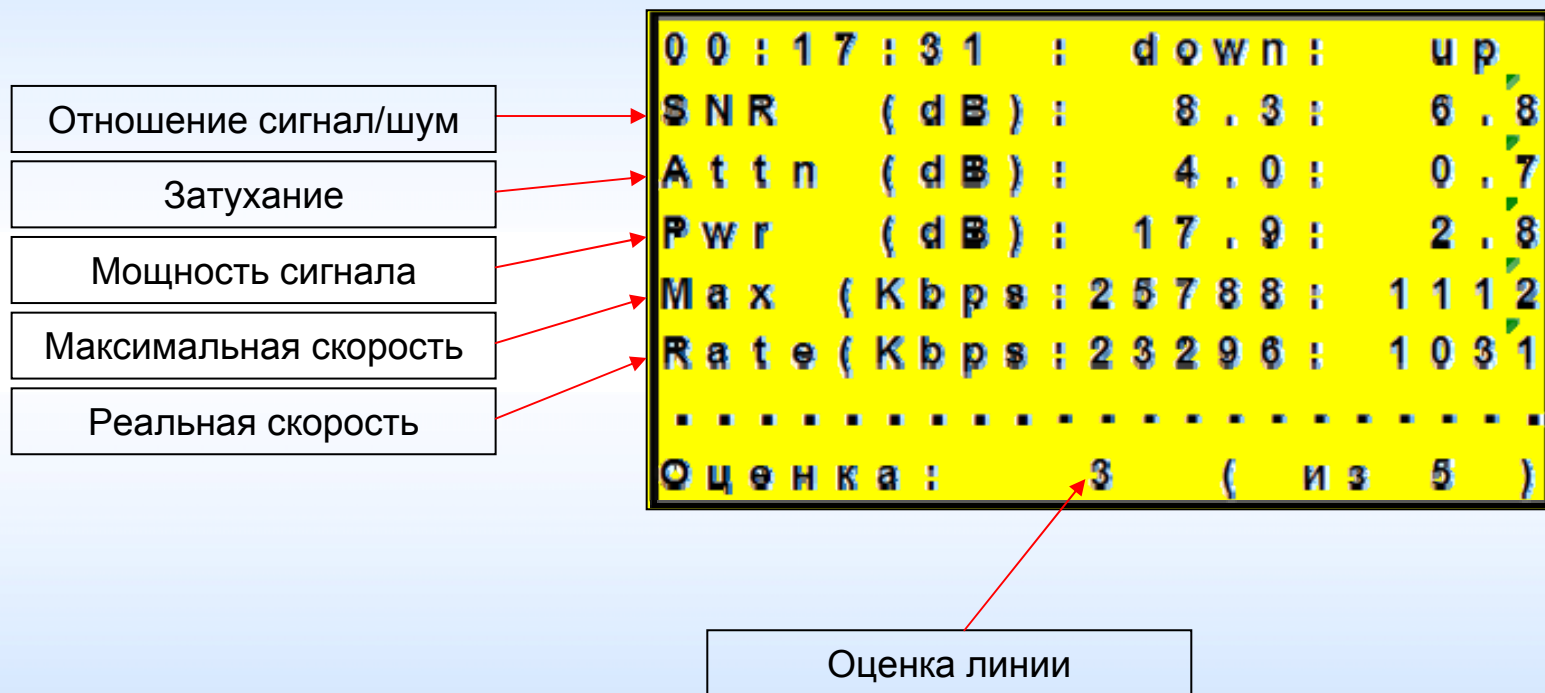 00:17:31 : down: up
Отношение сигнал/шум
SNR (dB): 8.3: 6.8
Затухание
Attn (dB): 4.0: 0.7
Мощность сигнала
Pwr (dB): 17.9: 2.8
Максимальная скорость
Max (Kbps:25788: 1112
Реальная скорость
Rate(Kbps:23296: 1031
.....................
Оценка: 3 ( из 5 )
Оценка линии